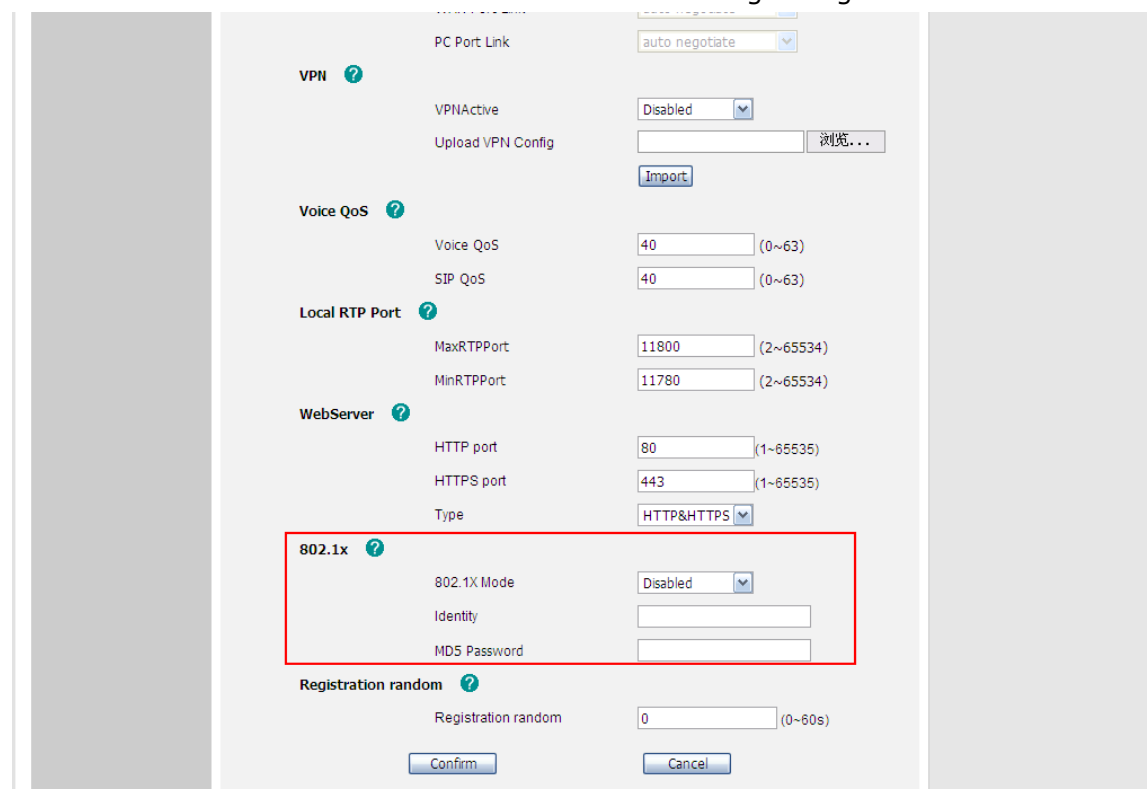 PC Port Link auto negotiate
VPN ?
VPNActive Disabled
Upload VPN Config 浏览...
Import
Voice QoS ?
Voice QoS 40 (0~63)
SIP QoS 40 (0~63)
Local RTP Port ?
MaxRTPPort 11800 (2~65534)
MinRTPPort 11780 (2~65534)
WebServer ?
HTTP port 80 (1~65535)
HTTPS port 443 (1~65535)
Type HTTP&HTTPS
802.1x ?
802.1X Mode Disabled
Identity
MD5 Password
Registration random ?
Registration random 0 (0~60s)
Confirm Cancel